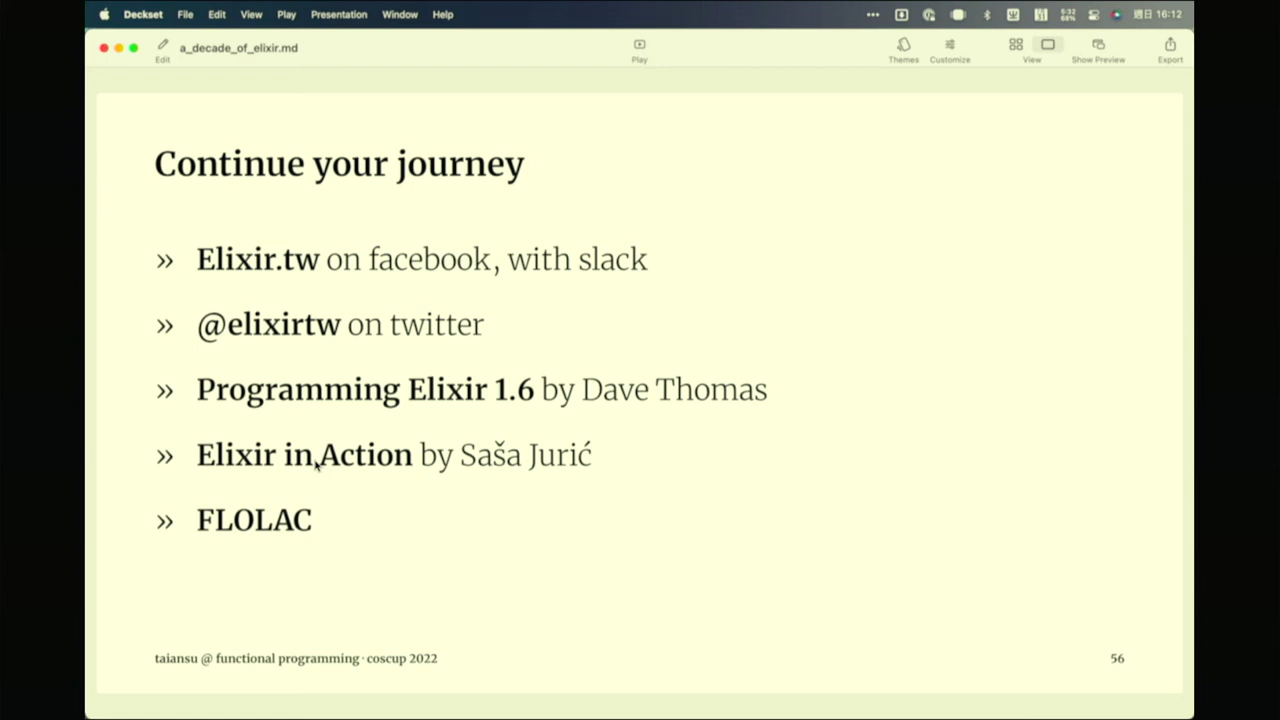 Deckset File Edit View Play Presentation Window Help 週日 16:12
a_decade_of_elixir.md
Edit Play Themes Customize View Show Preview Export
Continue your journey
» Elixir.tw on facebook, with slack
» @elixirtw on twitter
» Programming Elixir 1.6 by Dave Thomas
» Elixir in Action by Saša Jurić
» FLOLAC
taiansu @ functional programming · coscup 2022
56